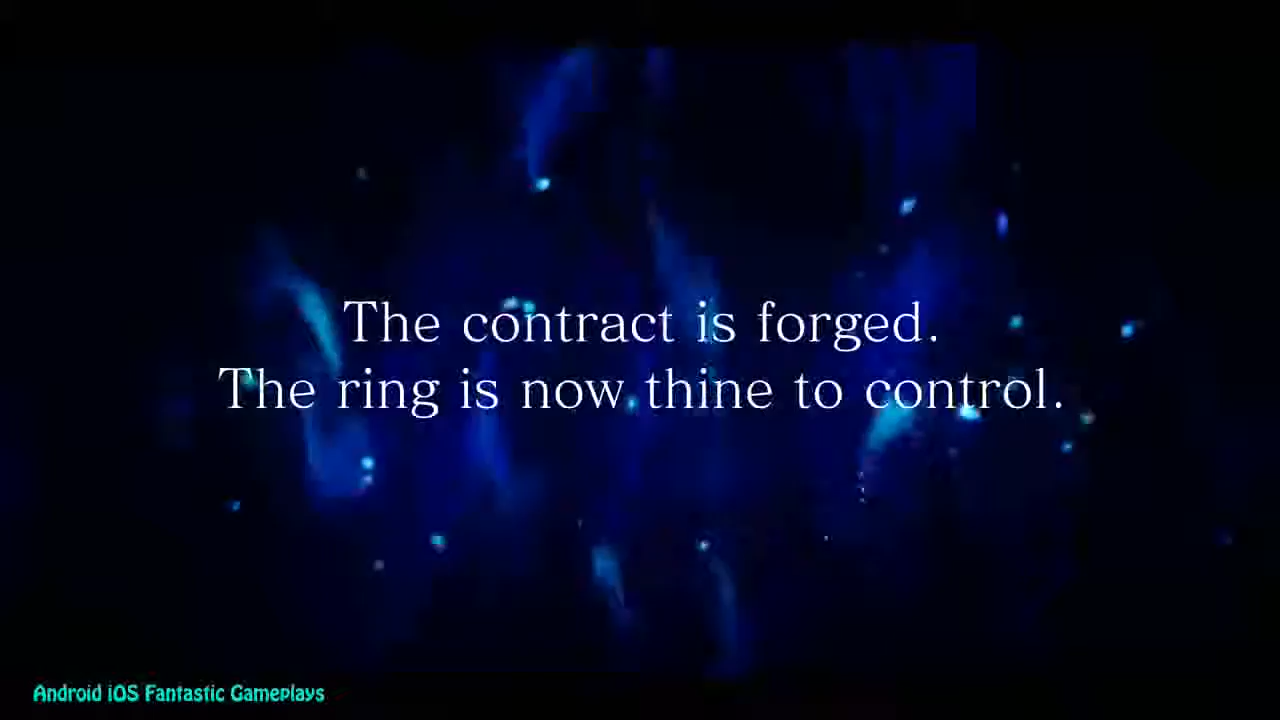 The contract is forged.
The ring is now thine to control.
Android iOS Fantastic Gameplays